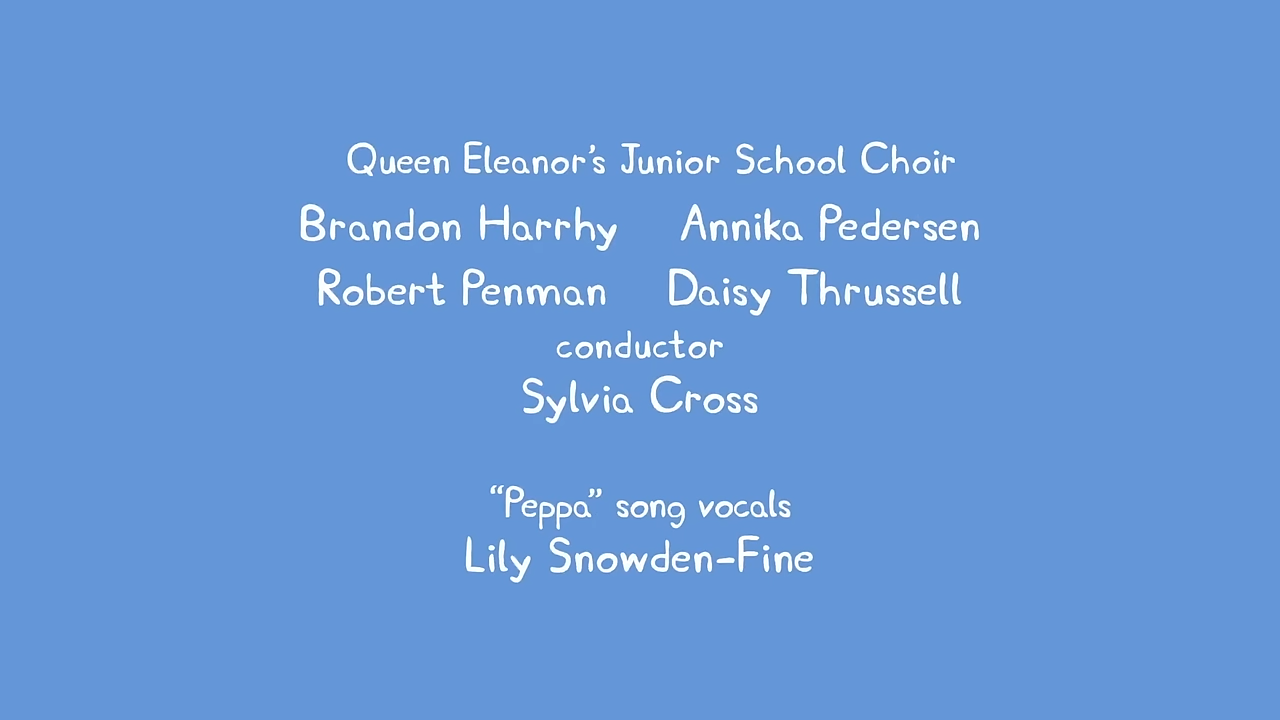 Queen Eleanor's Junior School Choir
Brandon Harrhy Annika Pedersen
Robert Penman Daisy Thrussell
conductor
Sylvia Cross
“Peppa” song vocals
Lily Snowden-Fine